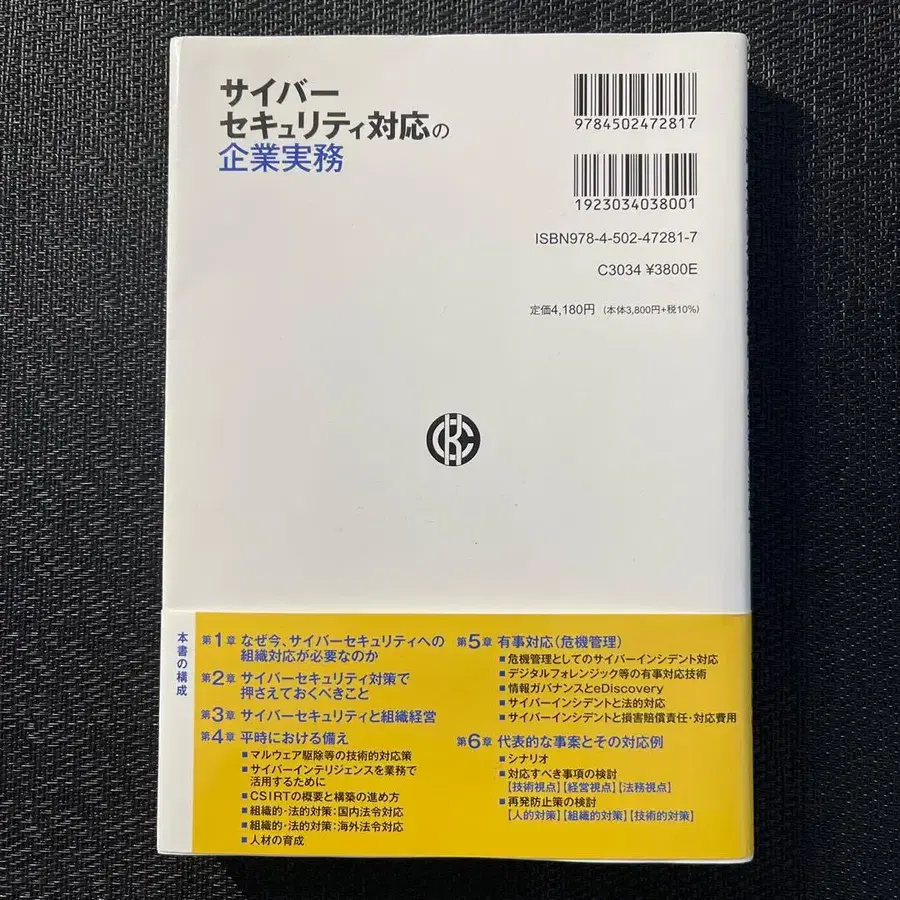 サイバー
セキュリティ対応の
企業実務
9784502472817
1923034038001
ISBN978-4-502-47281-7
C3034 ¥3800E
定価4,180円 (本体3,800円+税10%)
CKC
本書の構成
第1章 なぜ今、サイバーセキュリティへの
組織対応が必要なのか
第2章 サイバーセキュリティ対策で
押さえておくべきこと
第3章 サイバーセキュリティと組織経営
第4章 平時における備え
■マルウェア駆除等の技術的対応策
■サイバーインテリジェンスを業務で
活用するために
■CSIRTの概要と構築の進め方
■組織的・法的対策:国内法令対応
■組織的・法的対策:海外法令対応
■人材の育成
第5章 有事対応(危機管理)
■危機管理としてのサイバーインシデント対応
■デジタルフォレンジック等の有事対応技術
■情報ガバナンスとeDiscovery
■サイバーインシデントと法的対応
■サイバーインシデントと損害賠償責任・対応費用
第6章 代表的な事案とその対応例
■シナリオ
■対応すべき事項の検討
【技術視点】【経営視点】【法務視点】
■再発防止策の検討
【人的対策】【組織的対策】【技術的対策】